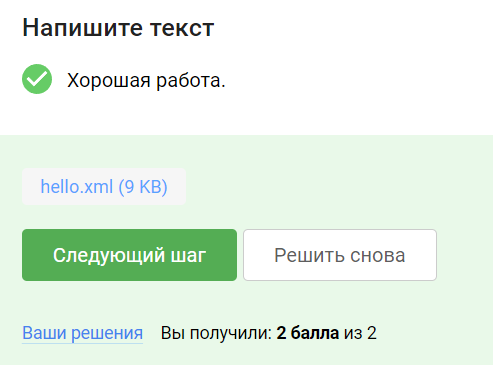 Напишите текст
Хорошая работа.
hello.xml (9 KB)
Следующий шаг
Решить снова
Ваши решения Вы получили: 2 балла из 2